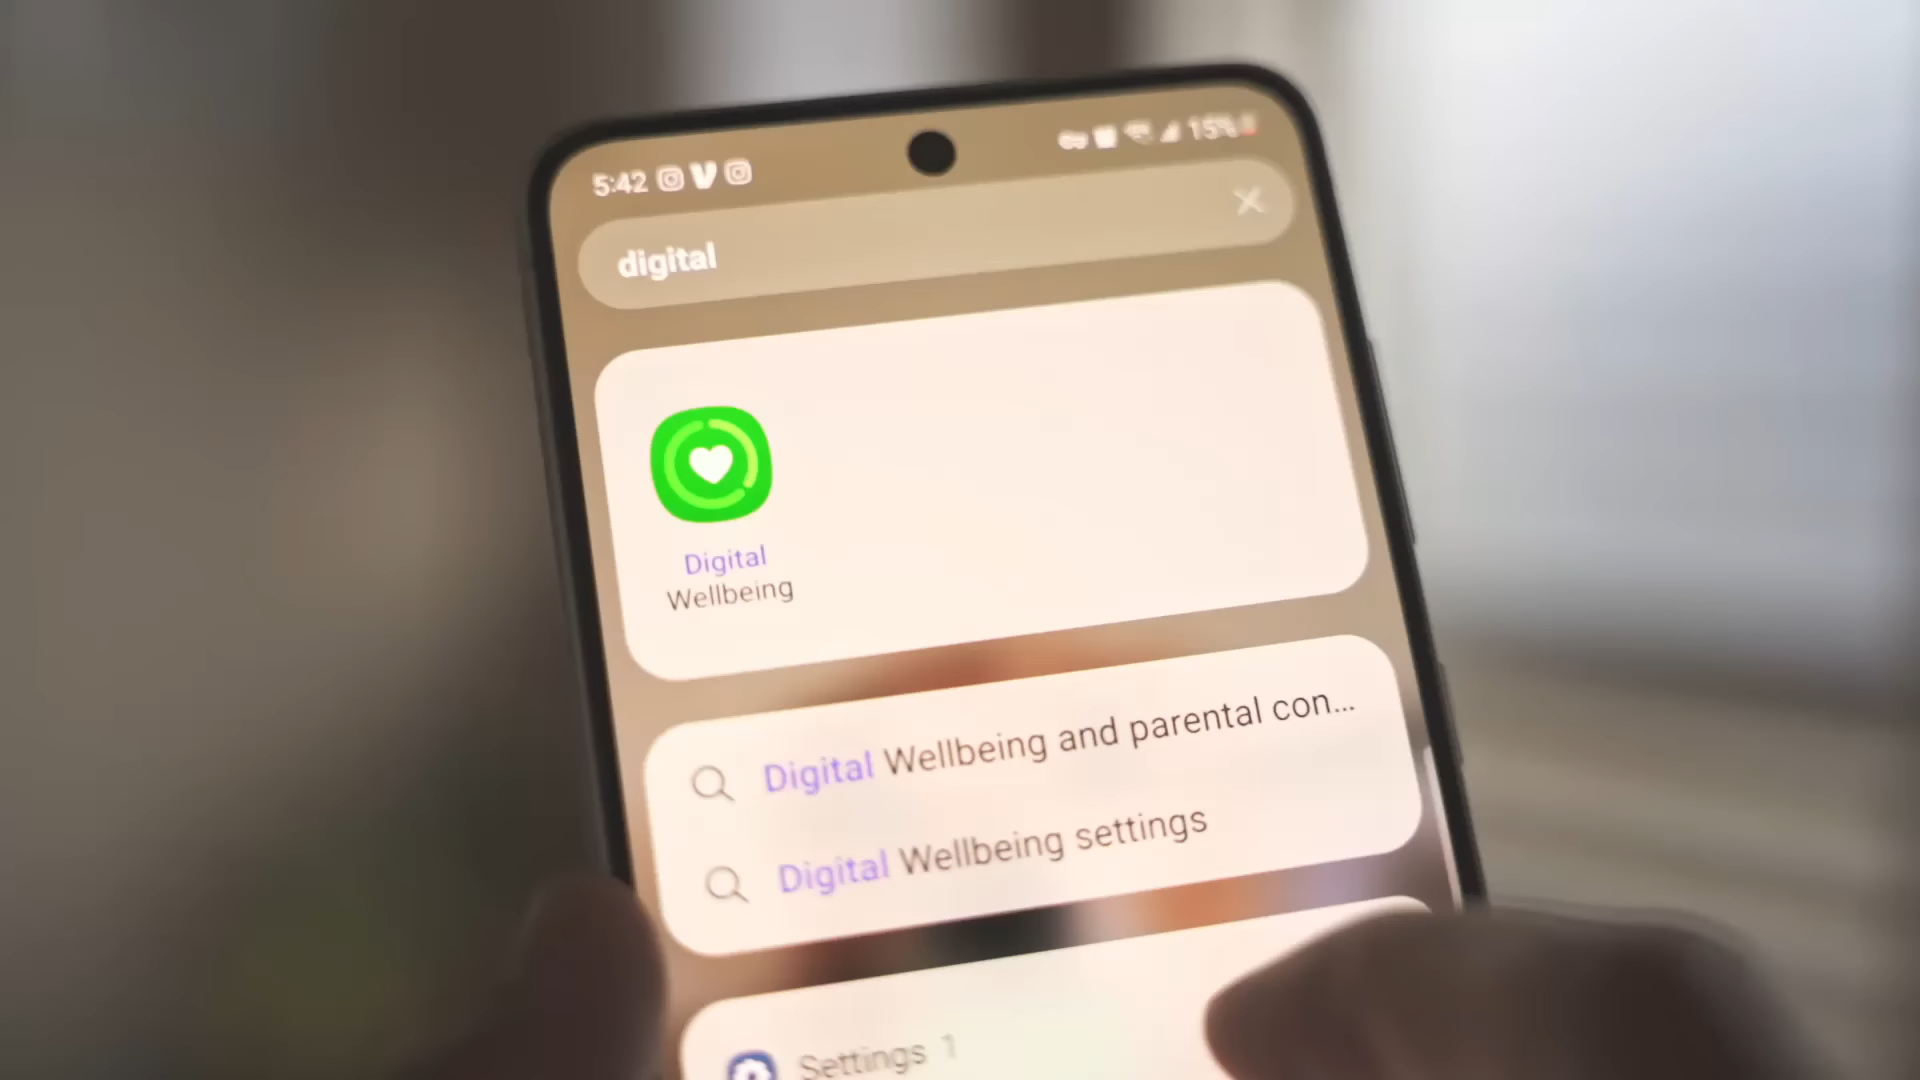 5:42 15%
digital
Digital
Wellbeing
Digital Wellbeing and parental con...
Digital Wellbeing settings
Settings 1